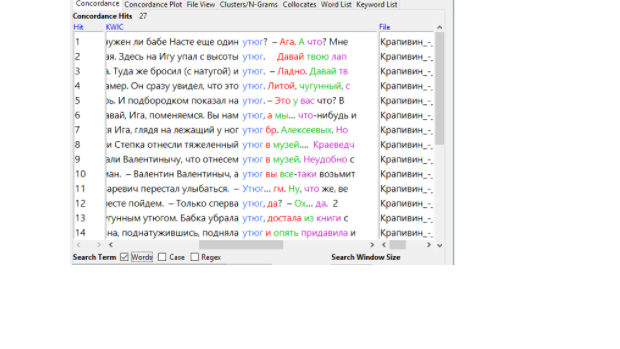 Concordance Concordance Plot File View Clusters/N-Grams Collocates Word List Keyword List
Concordance Hits 27
Hit KWIC File
1 нужен ли бабе Насте еще один утюг? – Ага. А что? Мне Крапивин_-_
2 ая. Здесь на Игу упал с высоты утюг. Давай твою лап Крапивин_-_
3 а. Туда же бросил (с натугой) и утюг. – Ладно. Давай тв Крапивин_-_
4 амер. Он сразу увидел, что это утюг. Литой, чугунный, с Крапивин_-_
5 рь. И подбородком показал на утюг. – Это у вас что? В Крапивин_-_
6 авай, Ига, поменяемся. Вы нам утюг, а мы... что-нибудь и Крапивин_-_
7 я Ига, глядя на лежащий у ног утюг бр. Алексеевых. Но Крапивин_-_
8 и Степка отнесли тяжеленный утюг в музей.... Краеведч Крапивин_-_
9 али Валентинычу, что отнесем утюг в музей. Неудобно с Крапивин_-_
10 ман. – Валентин Валентиныч, а утюг вы все-таки возьмит Крапивин_-_
11 аревич перестал улыбаться. – Утюг... гм. Ну, что же, ве Крапивин_-_
12 месте пойдем. – Только сперва утюг, да? – Ох... да. 2 Крапивин_-_
13 угунным утюгом. Бабка убрала утюг, достала из книги с Крапивин_-_
14 на, поднатужившись, подняла утюг и опять придавила и Крапивин_-_
Search Term Words Case Regex Search Window Size